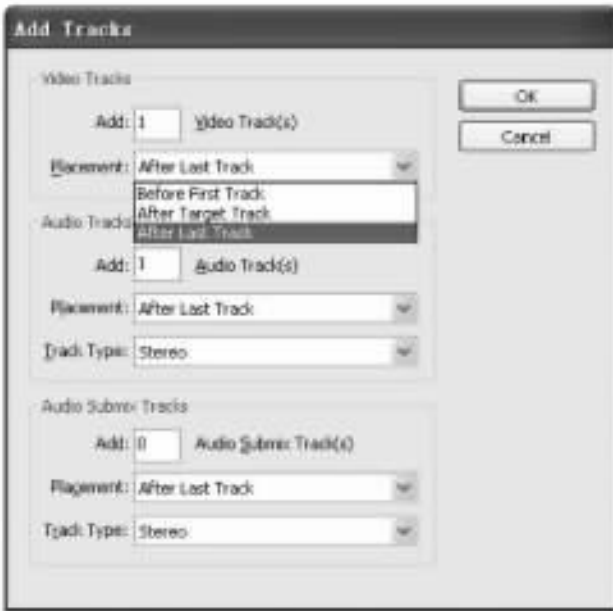 Add Tracks
Video Tracks
Add: 1 Video Track(s)
Placement: After Last Track
Before First Track
After Target Track
After Last Track
Audio Tracks
Add: 1 Audio Track(s)
Placement: After Last Track
Track Type: Stereo
Audio Submix Tracks
Add: 0 Audio Submix Track(s)
Placement: After Last Track
Track Type: Stereo
OK
Cancel